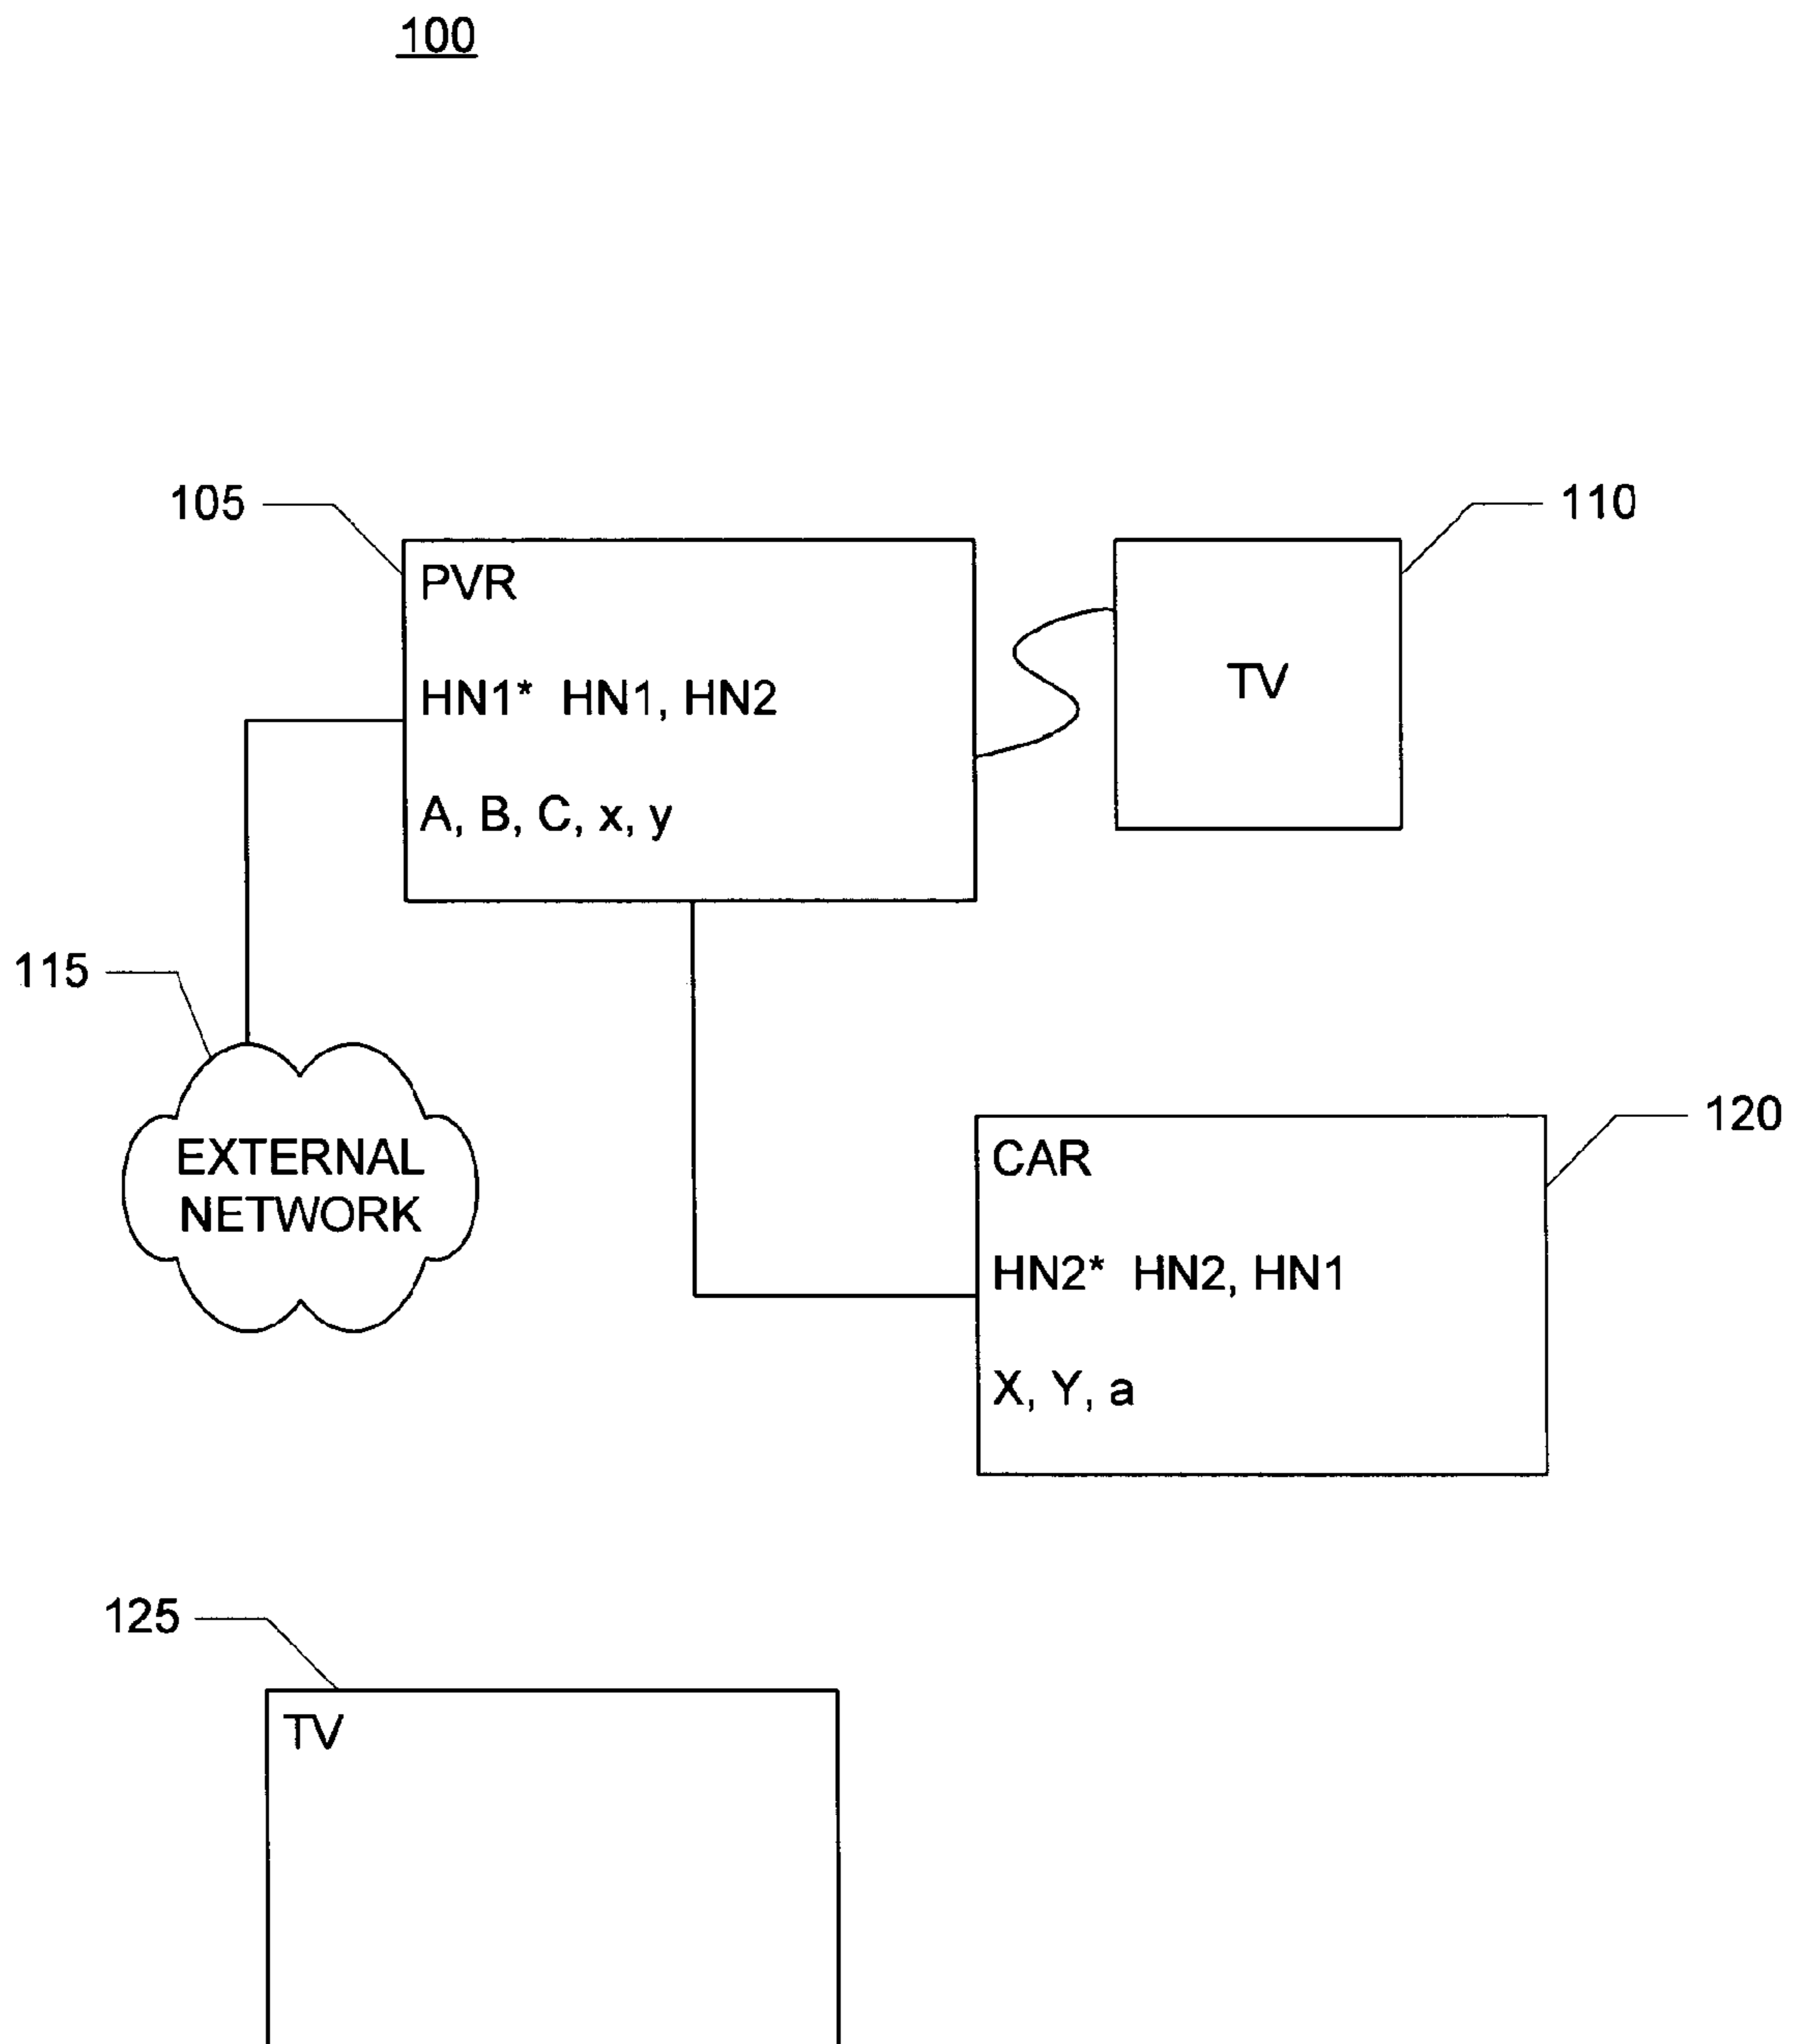 100
105
110
PVR
HN1* HN1, HN2
TV
A, B, C, x, y
115
EXTERNAL
NETWORK
120
CAR
HN2* HN2, HN1
X, Y, a
125
TV